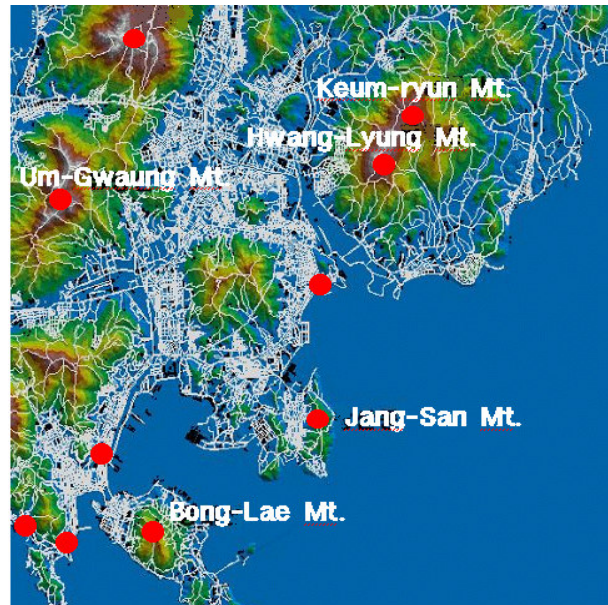 Keum-ryun Mt.
Hwang-Lyung Mt.
Um-Gwaung Mt.
Jang-San Mt.
Bong-Lae Mt.